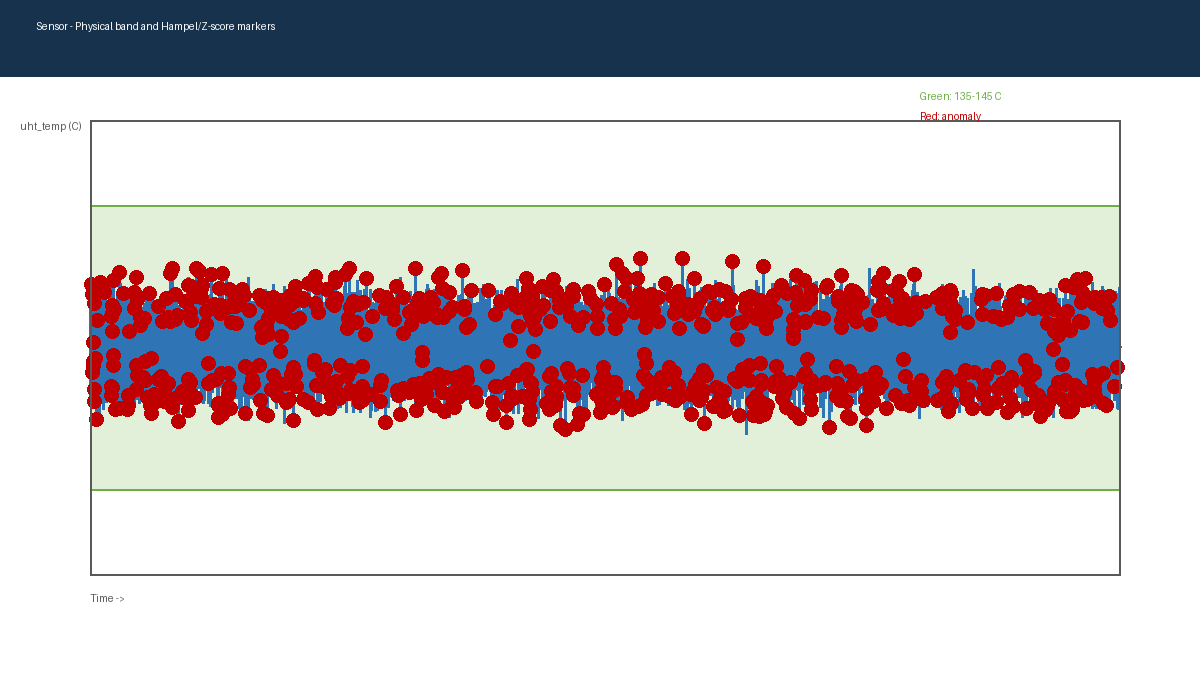 Sensor - Physical band and Hampel/Z-score markers
Green: 135-145 C
Red: anomaly
uht_temp (C)
Time ->